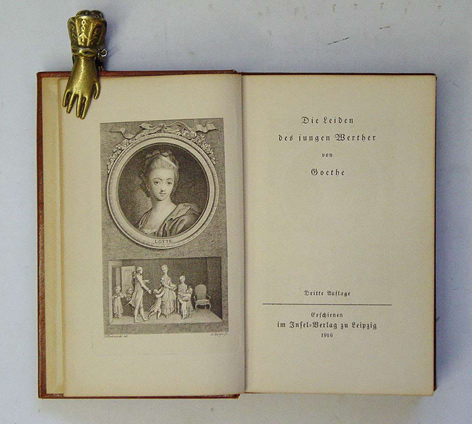 LOTTE
Die Leiden
des jungen Werther
von
Goethe
Dritte Auflage
Erschienen
im Insel-Verlag zu Leipzig
1910